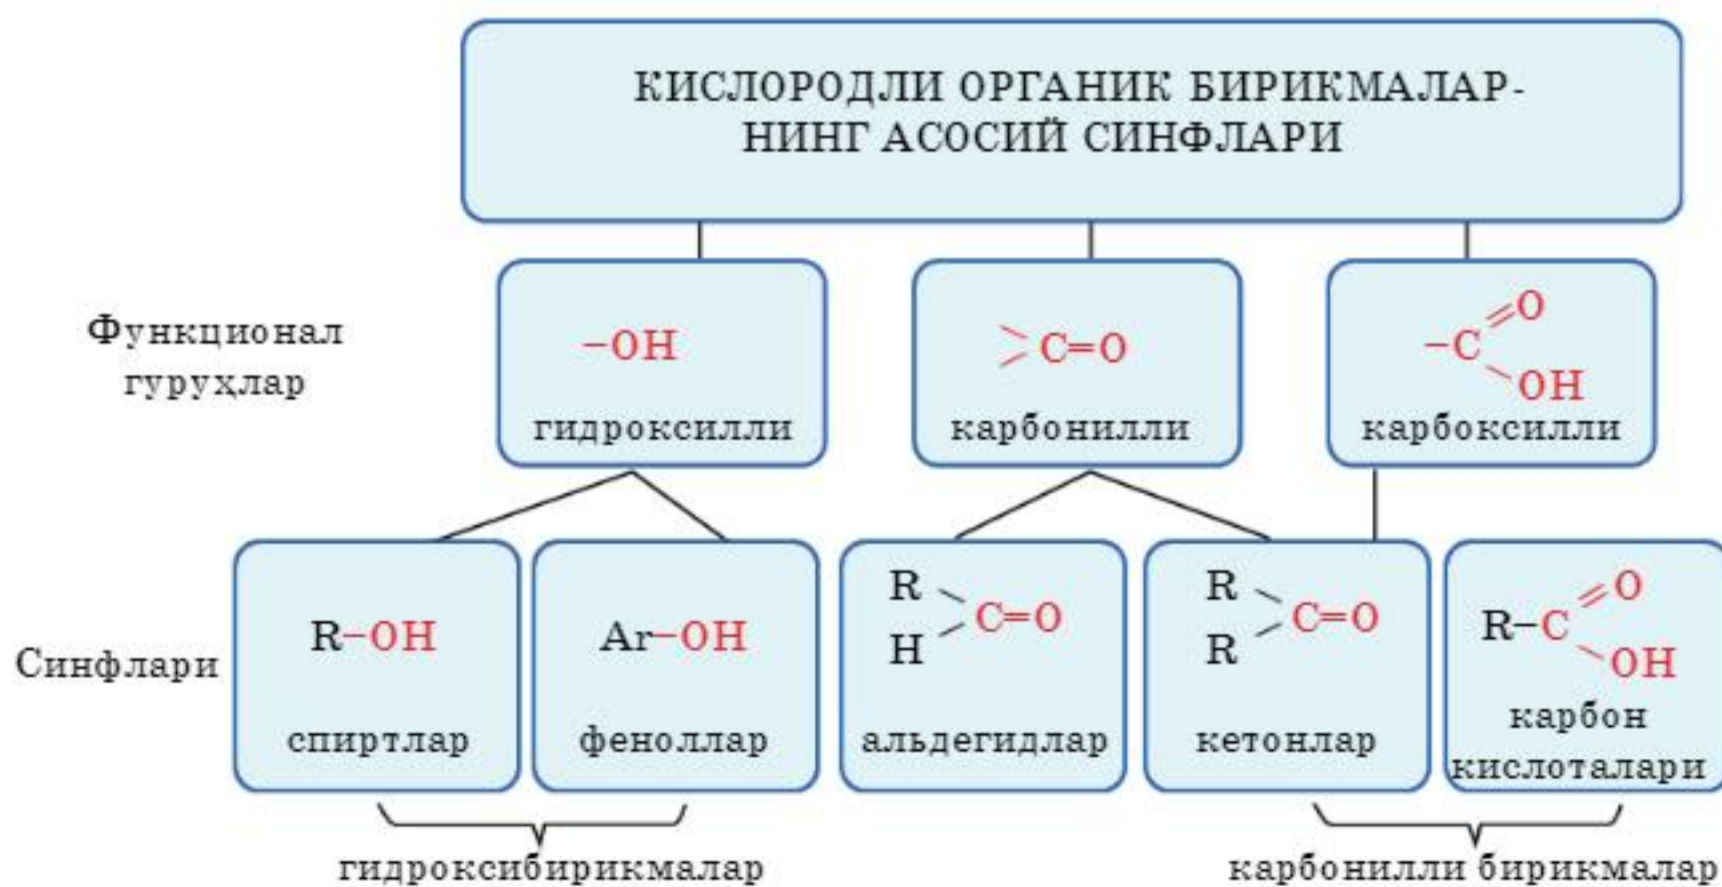 КИСЛОРОДЛИ ОРГАНИК БИРИКМАЛАР-
НИНГ АСОСИЙ СИНФЛАРИ
Функционал
гуруҳлар
–OH
гидроксилли
C=O
карбонилли
O
–C
OH
карбоксилли
Синфлари
R–OH
спиртлар
Ar–OH
феноллар
R
C=O
H
альдегидлар
R
C=O
R
кетонлар
O
R–C
OH
карбон
кислоталари
гидроксибирикмалар
карбонилли бирикмалар